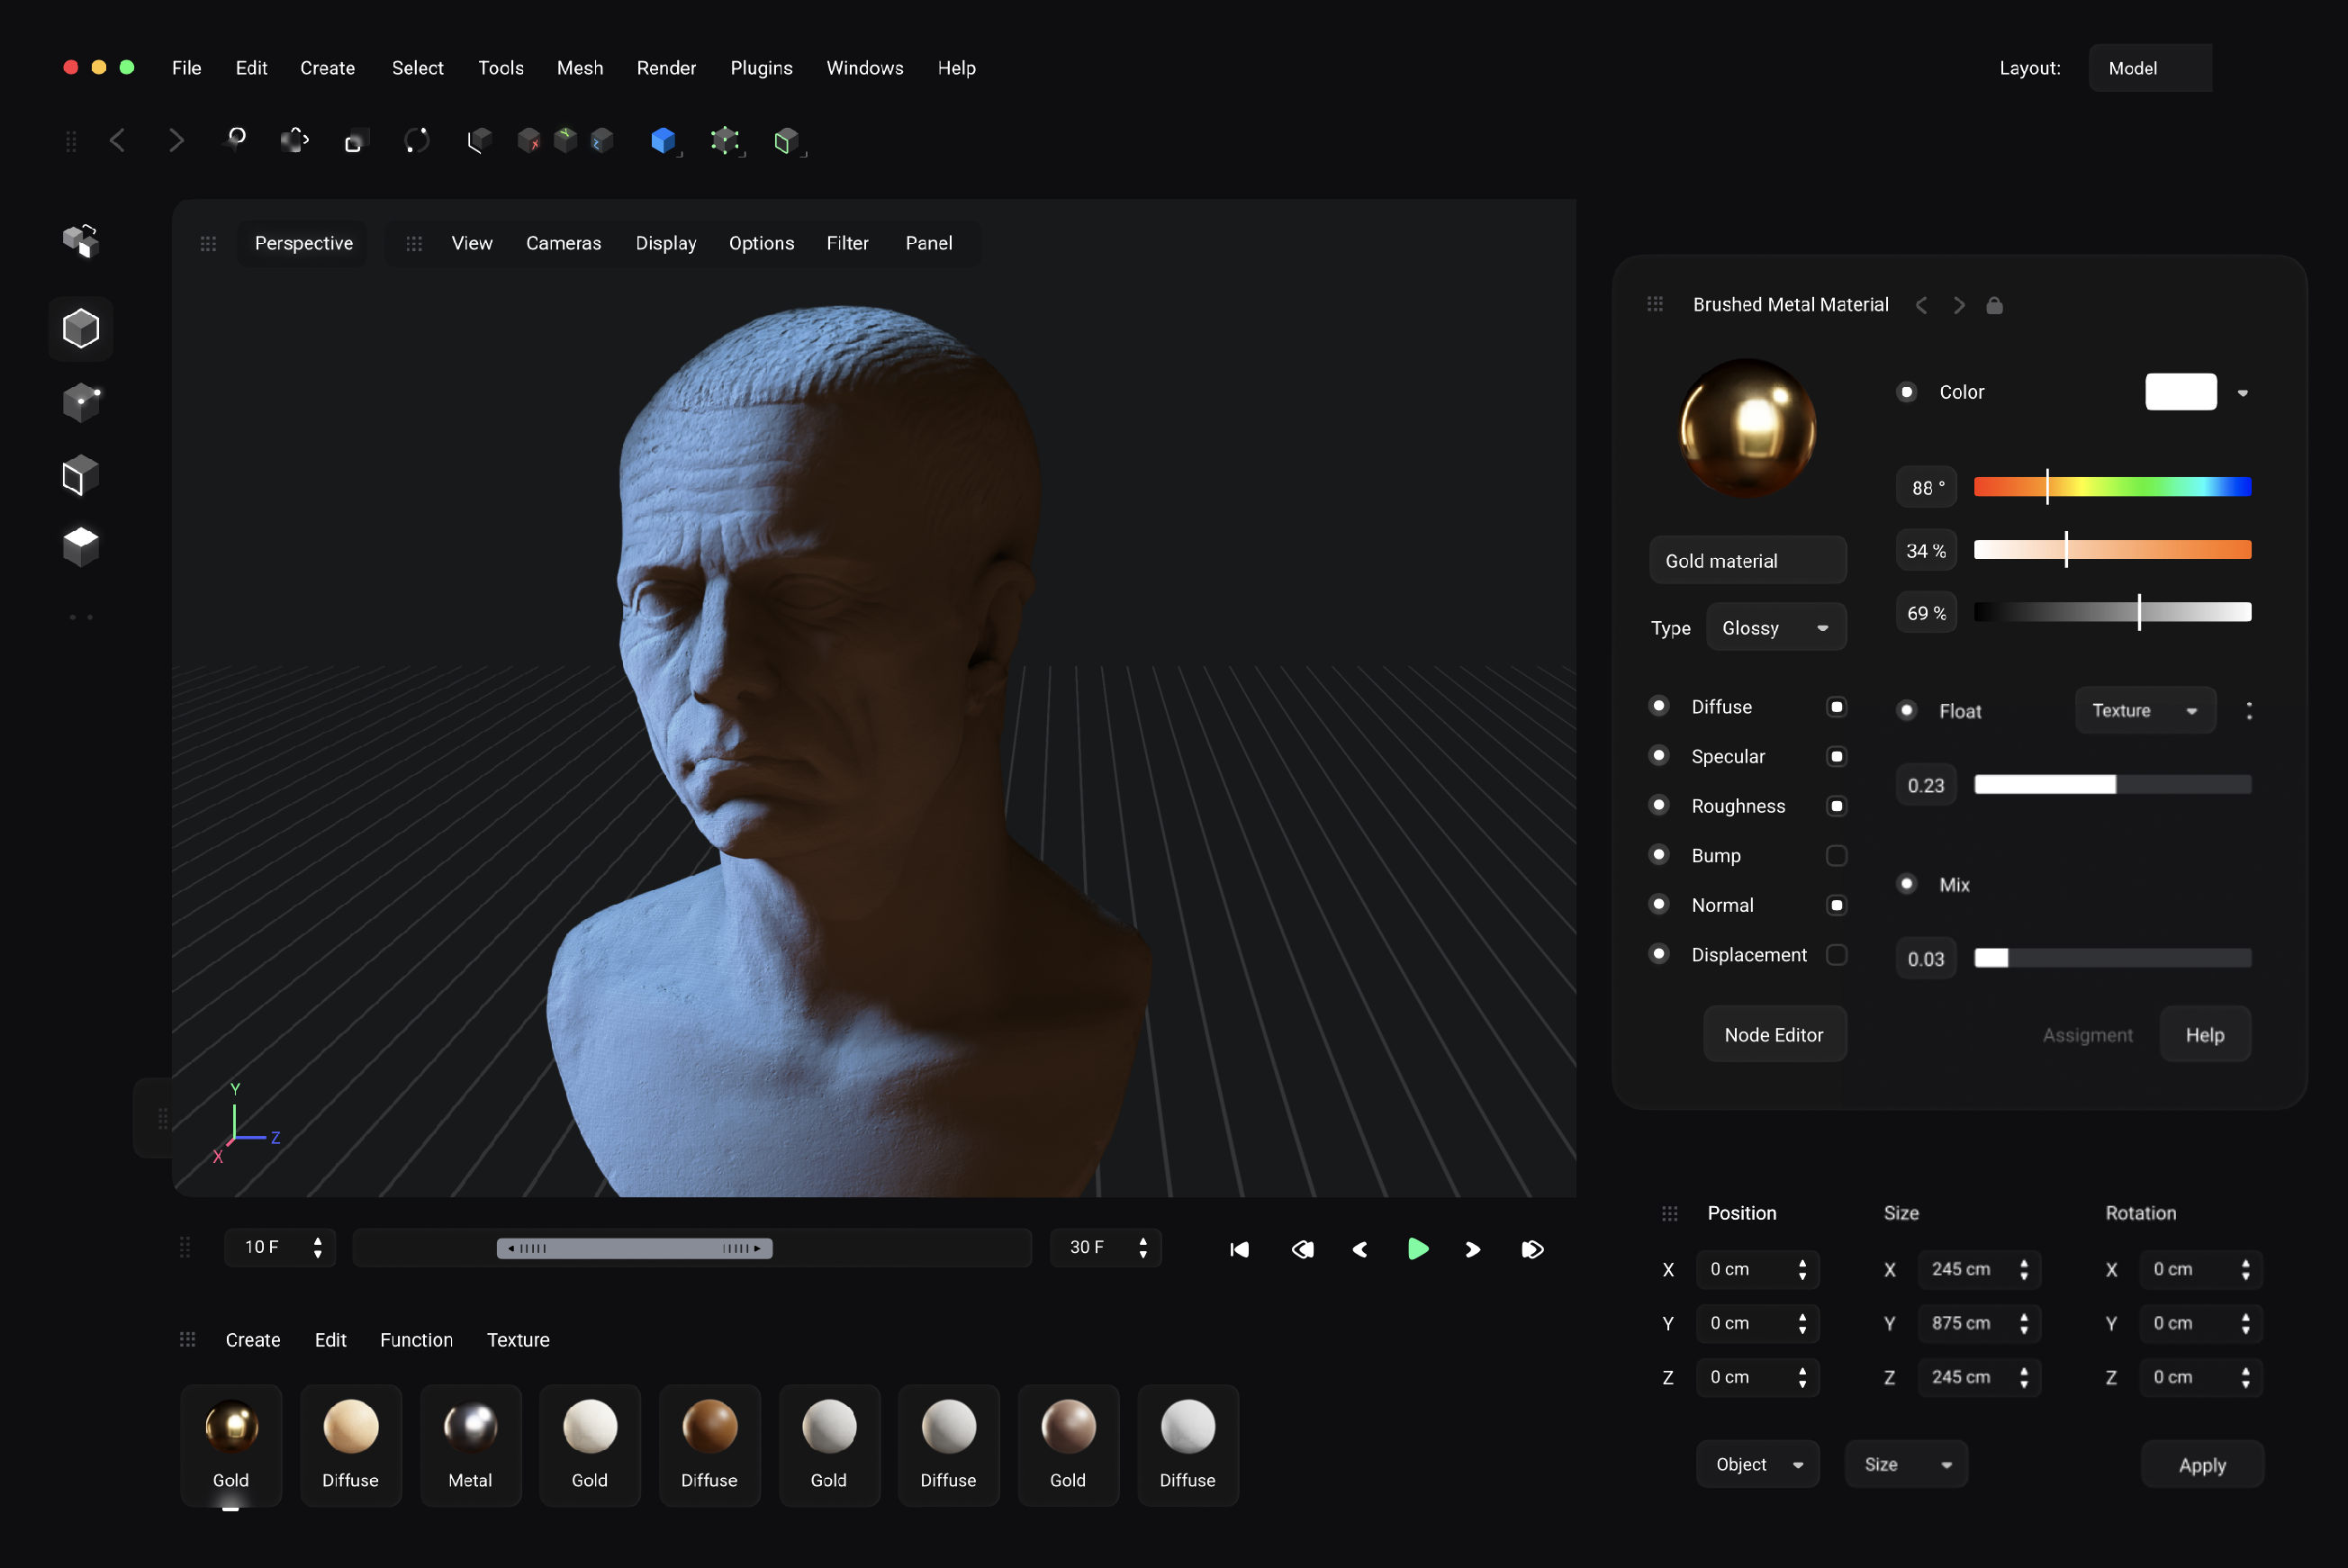 File Edit Create Select Tools Mesh Render Plugins Windows Help Layout: Model
X Y Z
Perspective View Cameras Display Options Filter Panel
Brushed Metal Material
Color
88 °
34 %
Gold material
69 %
Type Glossy
Diffuse
Float Texture
Specular
0.23
Roughness
Bump
Mix
Normal
Displacement
0.03
Node Editor
Assigment Help
Y
Z
X
Position Size Rotation
10 F 30 F
X 0 cm X 245 cm X 0 cm
Y 0 cm Y 875 cm Y 0 cm
Z 0 cm Z 245 cm Z 0 cm
Create Edit Function Texture
Object Size Apply
Gold Diffuse Metal Gold Diffuse Gold Diffuse Gold Diffuse